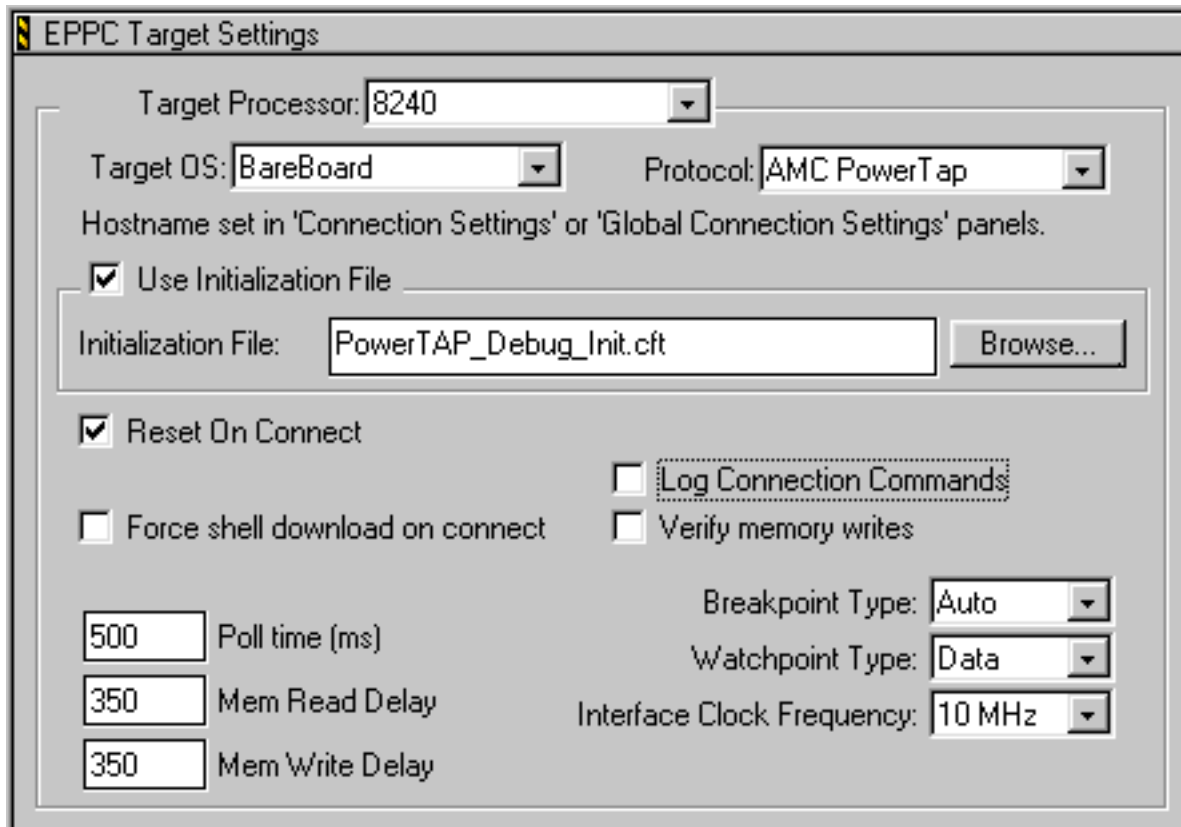 EPPC Target Settings
Target Processor: 8240
Target OS: BareBoard Protocol: AMC PowerTap
Hostname set in 'Connection Settings' or 'Global Connection Settings' panels.
Use Initialization File
Initialization File: PowerTAP_Debug_Init.cft Browse...
Reset On Connect
Log Connection Commands
Force shell download on connect Verify memory writes
Breakpoint Type: Auto
500 Poll time (ms)
Watchpoint Type: Data
350 Mem Read Delay
Interface Clock Frequency: 10 MHz
350 Mem Write Delay